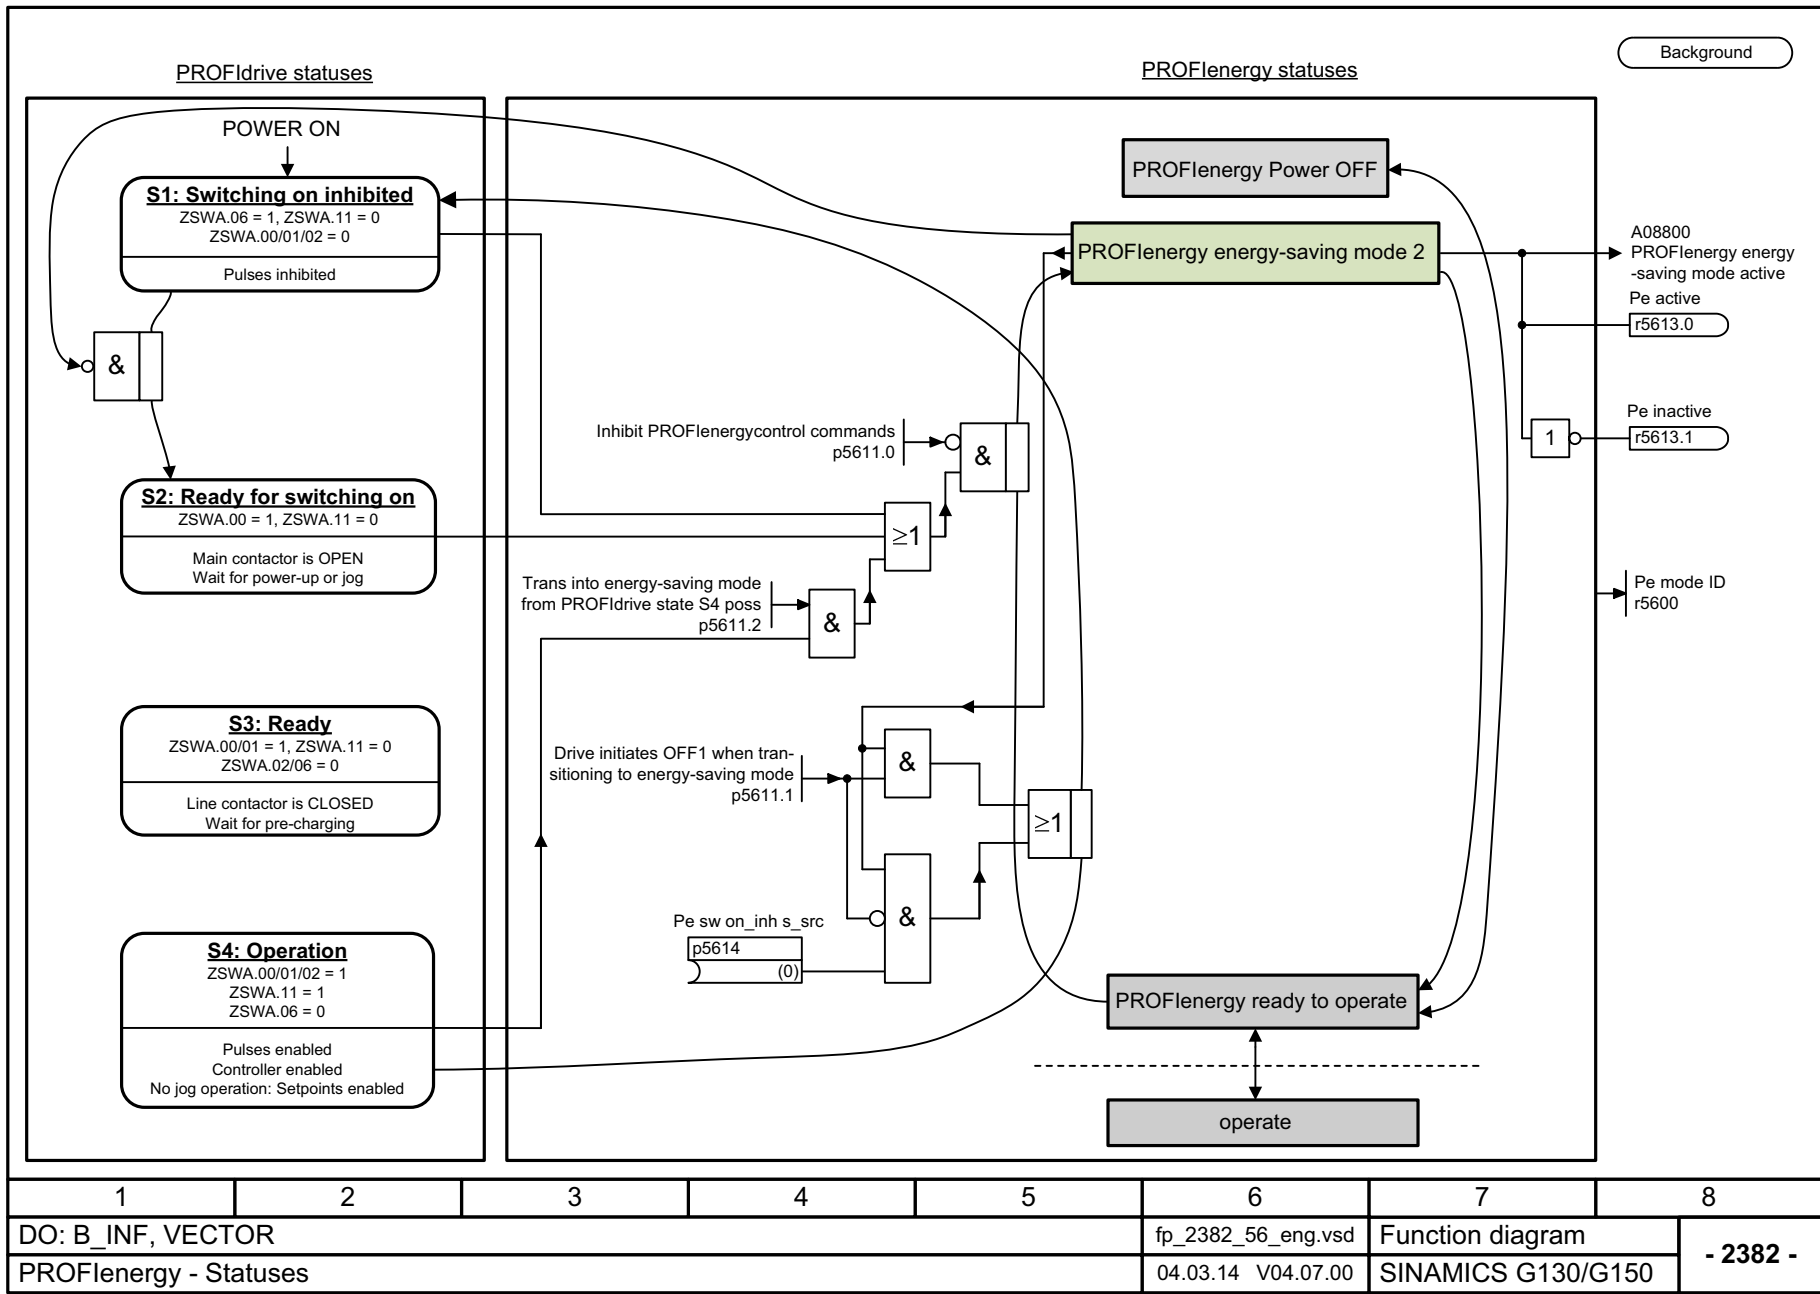 Background
PROFIdrive statuses
PROFIenergy statuses
POWER ON
S1: Switching on inhibited
ZSWA.06 = 1, ZSWA.11 = 0
ZSWA.00/01/02 = 0
Pulses inhibited
&
S2: Ready for switching on
ZSWA.00 = 1, ZSWA.11 = 0
Main contactor is OPEN
Wait for power-up or jog
S3: Ready
ZSWA.00/01 = 1, ZSWA.11 = 0
ZSWA.02/06 = 0
Line contactor is CLOSED
Wait for pre-charging
S4: Operation
ZSWA.00/01/02 = 1
ZSWA.11 = 1
ZSWA.06 = 0
Pulses enabled
Controller enabled
No jog operation: Setpoints enabled
PROFIenergy Power OFF
PROFIenergy energy-saving mode 2
Inhibit PROFIenergycontrol commands
p5611.0
&
≥1
Trans into energy-saving mode
from PROFIdrive state S4 poss
p5611.2
&
Drive initiates OFF1 when tran-
sitioning to energy-saving mode
p5611.1
&
≥1
&
Pe sw on_inh s_src
p5614
(0)
PROFIenergy ready to operate
operate
A08800
PROFIenergy energy
-saving mode active
Pe active
r5613.0
Pe inactive
1
r5613.1
Pe mode ID
r5600
1 2 3 4 5 6 7 8
DO: B_INF, VECTOR
fp_2382_56_eng.vsd
Function diagram
- 2382 -
PROFIenergy - Statuses
04.03.14 V04.07.00
SINAMICS G130/G150